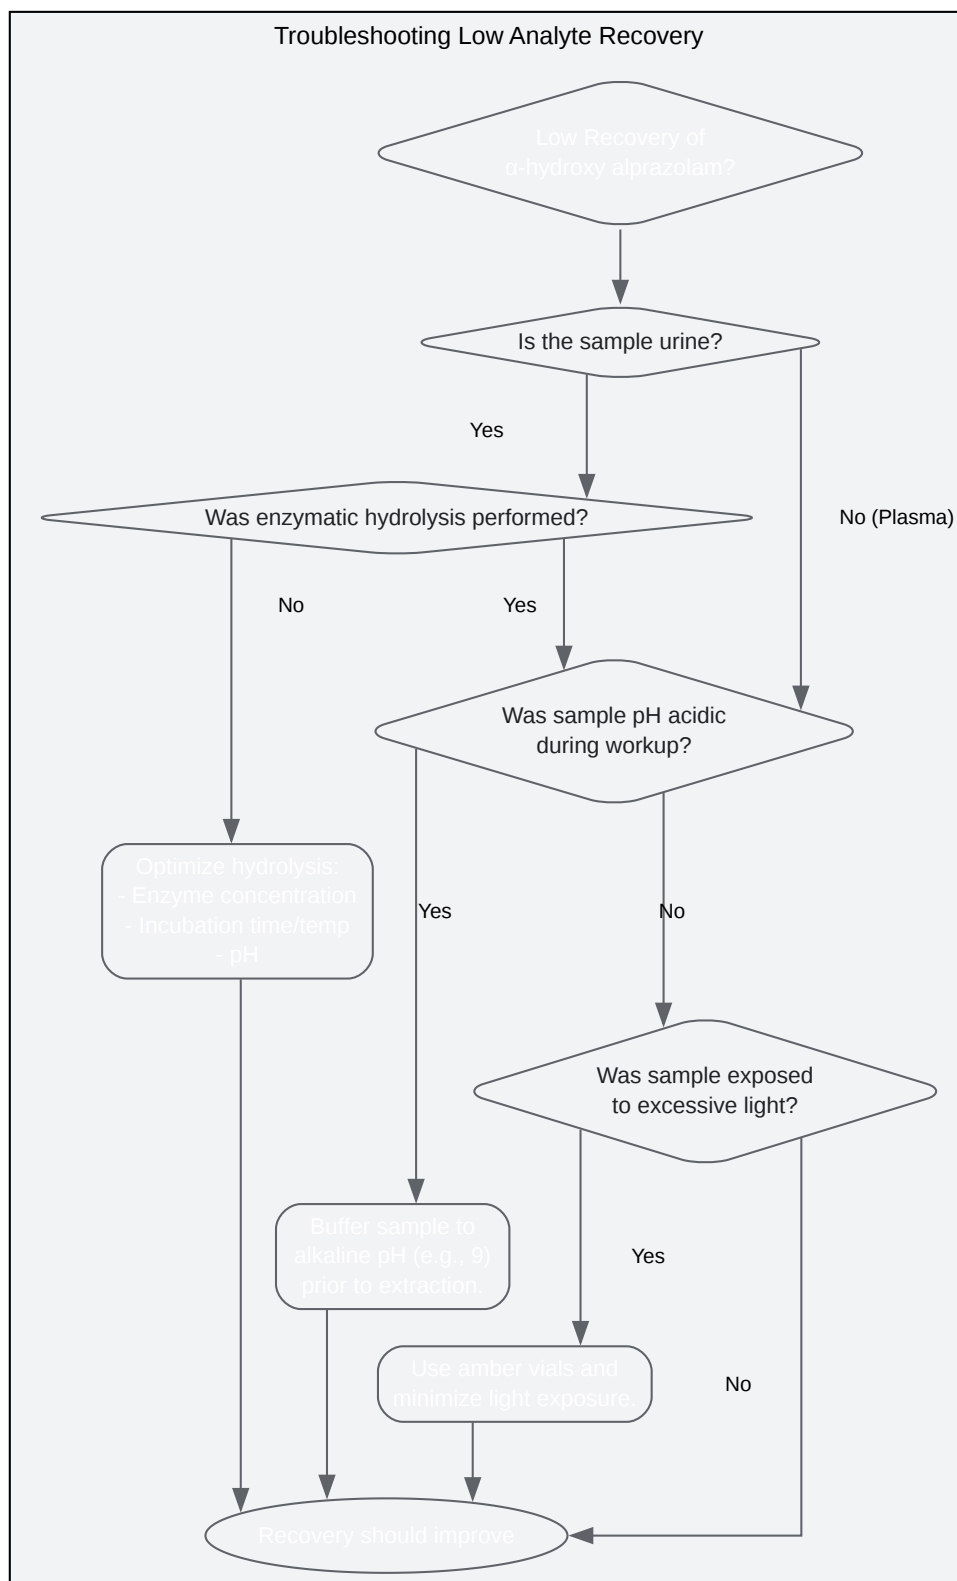 Troubleshooting Low Analyte Recovery
Low Recovery of
α-hydroxy alprazolam?
Is the sample urine?
Yes
Was enzymatic hydrolysis performed?
No (Plasma)
No
Yes
Was sample pH acidic
during workup?
Optimize hydrolysis:
- Enzyme concentration
- Incubation time/temp
- pH
Yes
No
Was sample exposed
to excessive light?
Buffer sample to
alkaline pH (e.g., 9)
prior to extraction.
Yes
Use amber vials and
minimize light exposure.
No
Recovery should improve.